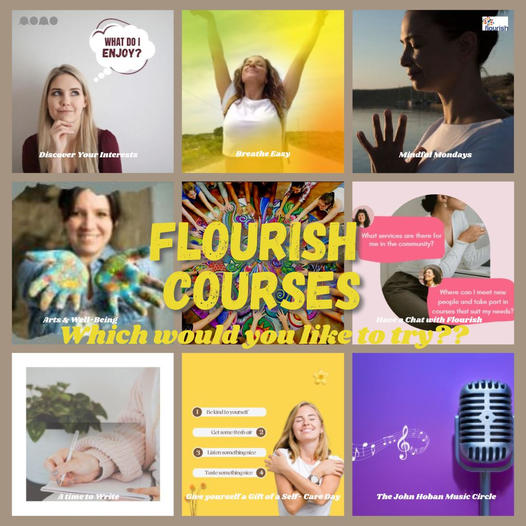 WHAT DO I
ENJOY?
flourish
Discover Your Interests
Breathe Easy
Mindful Mondays
FLOURISH
COURSES
What services are there for
me in the community?
Where can I meet new
people and take part in
courses that suit my needs?
Arts & Well-Being
Have a Chat with Flourish
Which would you like to try??
1 Be kind to yourself
Get some fresh air 2
3 Listen something nice
Taste something nice 4
A time to Write
Give yourself a Gift of a Self - Care Day
The John Hoban Music Circle